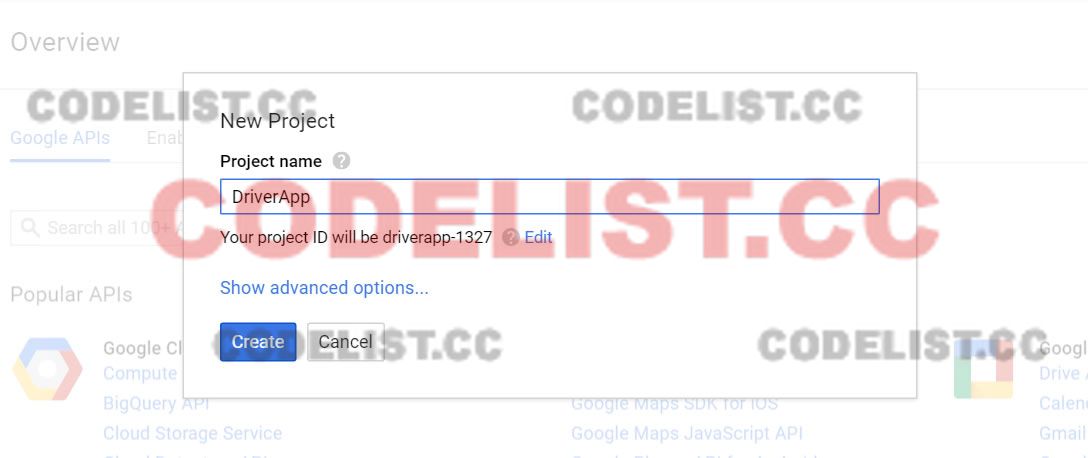 Overview
CODELIST.CC
CODELIST.CC
New Project
Google APIs
Enab
Project name
CODELIST.CC
DriverApp
Search all 100+ A
Your project ID will be driverapp-1327
Edit
Show advanced options...
Popular APIs
Create
Cancel
CODELIST.CC
CODELIST.CC
Google Cl
Googl
Compute
Drive A
BigQuery API
Google Maps SDK for iOS
Calen
Cloud Storage Service
Google Maps JavaScript API
Gmail